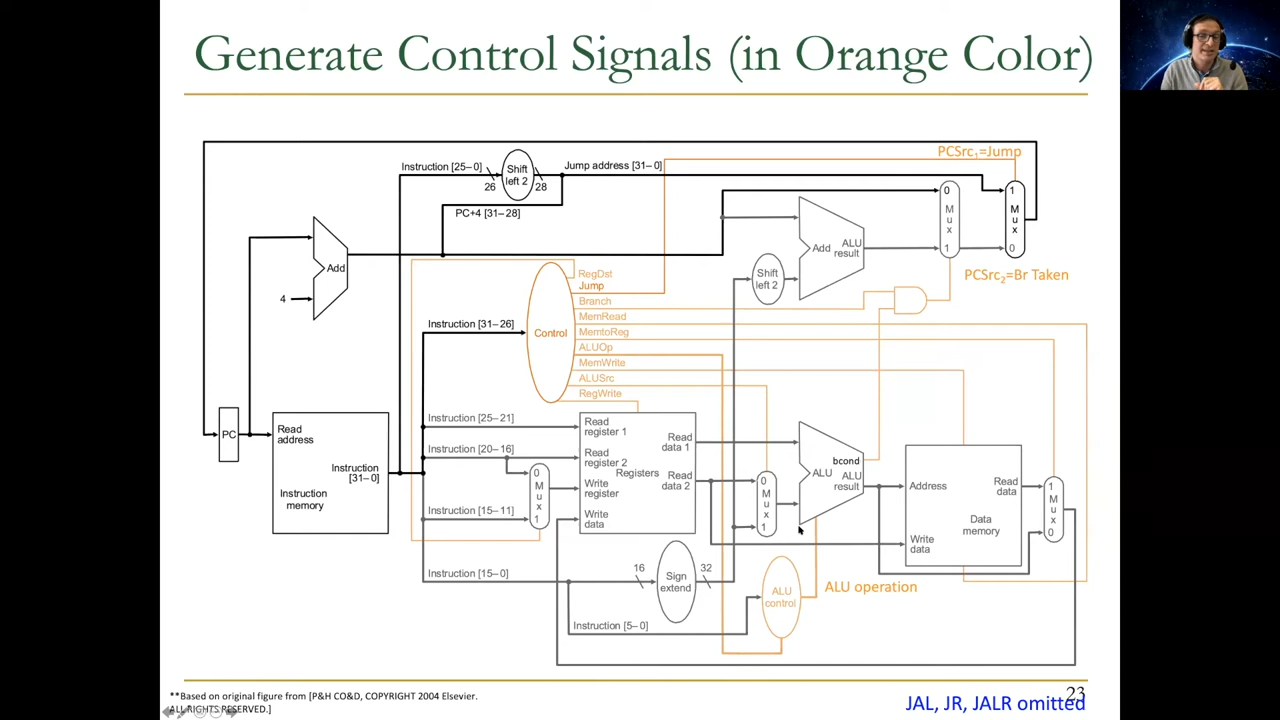 Generate Control Signals (in Orange Color)
PCSrc1=Jump
Instruction [25–0]
Shift
left 2
Jump address [31–0]
26
28
PC+4 [31–28]
0
M
u
x
1
1
M
u
x
0
Add
4
Add
ALU
result
Shift
left 2
PCSrc2=Br Taken
RegDst
Jump
Branch
MemRead
MemtoReg
ALUOp
MemWrite
ALUSrc
RegWrite
Control
Instruction [31–26]
PC
Read
address
Instruction
[31–0]
Instruction
memory
Instruction [25–21]
Instruction [20–16]
Instruction [15–11]
Instruction [15–0]
Instruction [5–0]
0
M
u
x
1
Read
register 1
Read
register 2
Write
register
Write
data
Registers
Read
data 1
Read
data 2
0
M
u
x
1
bcond
ALU
ALU
result
Address
Read
data
Data
memory
Write
data
1
M
u
x
0
16
Sign
extend
32
ALU
control
ALU operation
**Based on original figure from [P&H CO&D, COPYRIGHT 2004 Elsevier.
ALL RIGHTS RESERVED.]
23
JAL, JR, JALR omitted